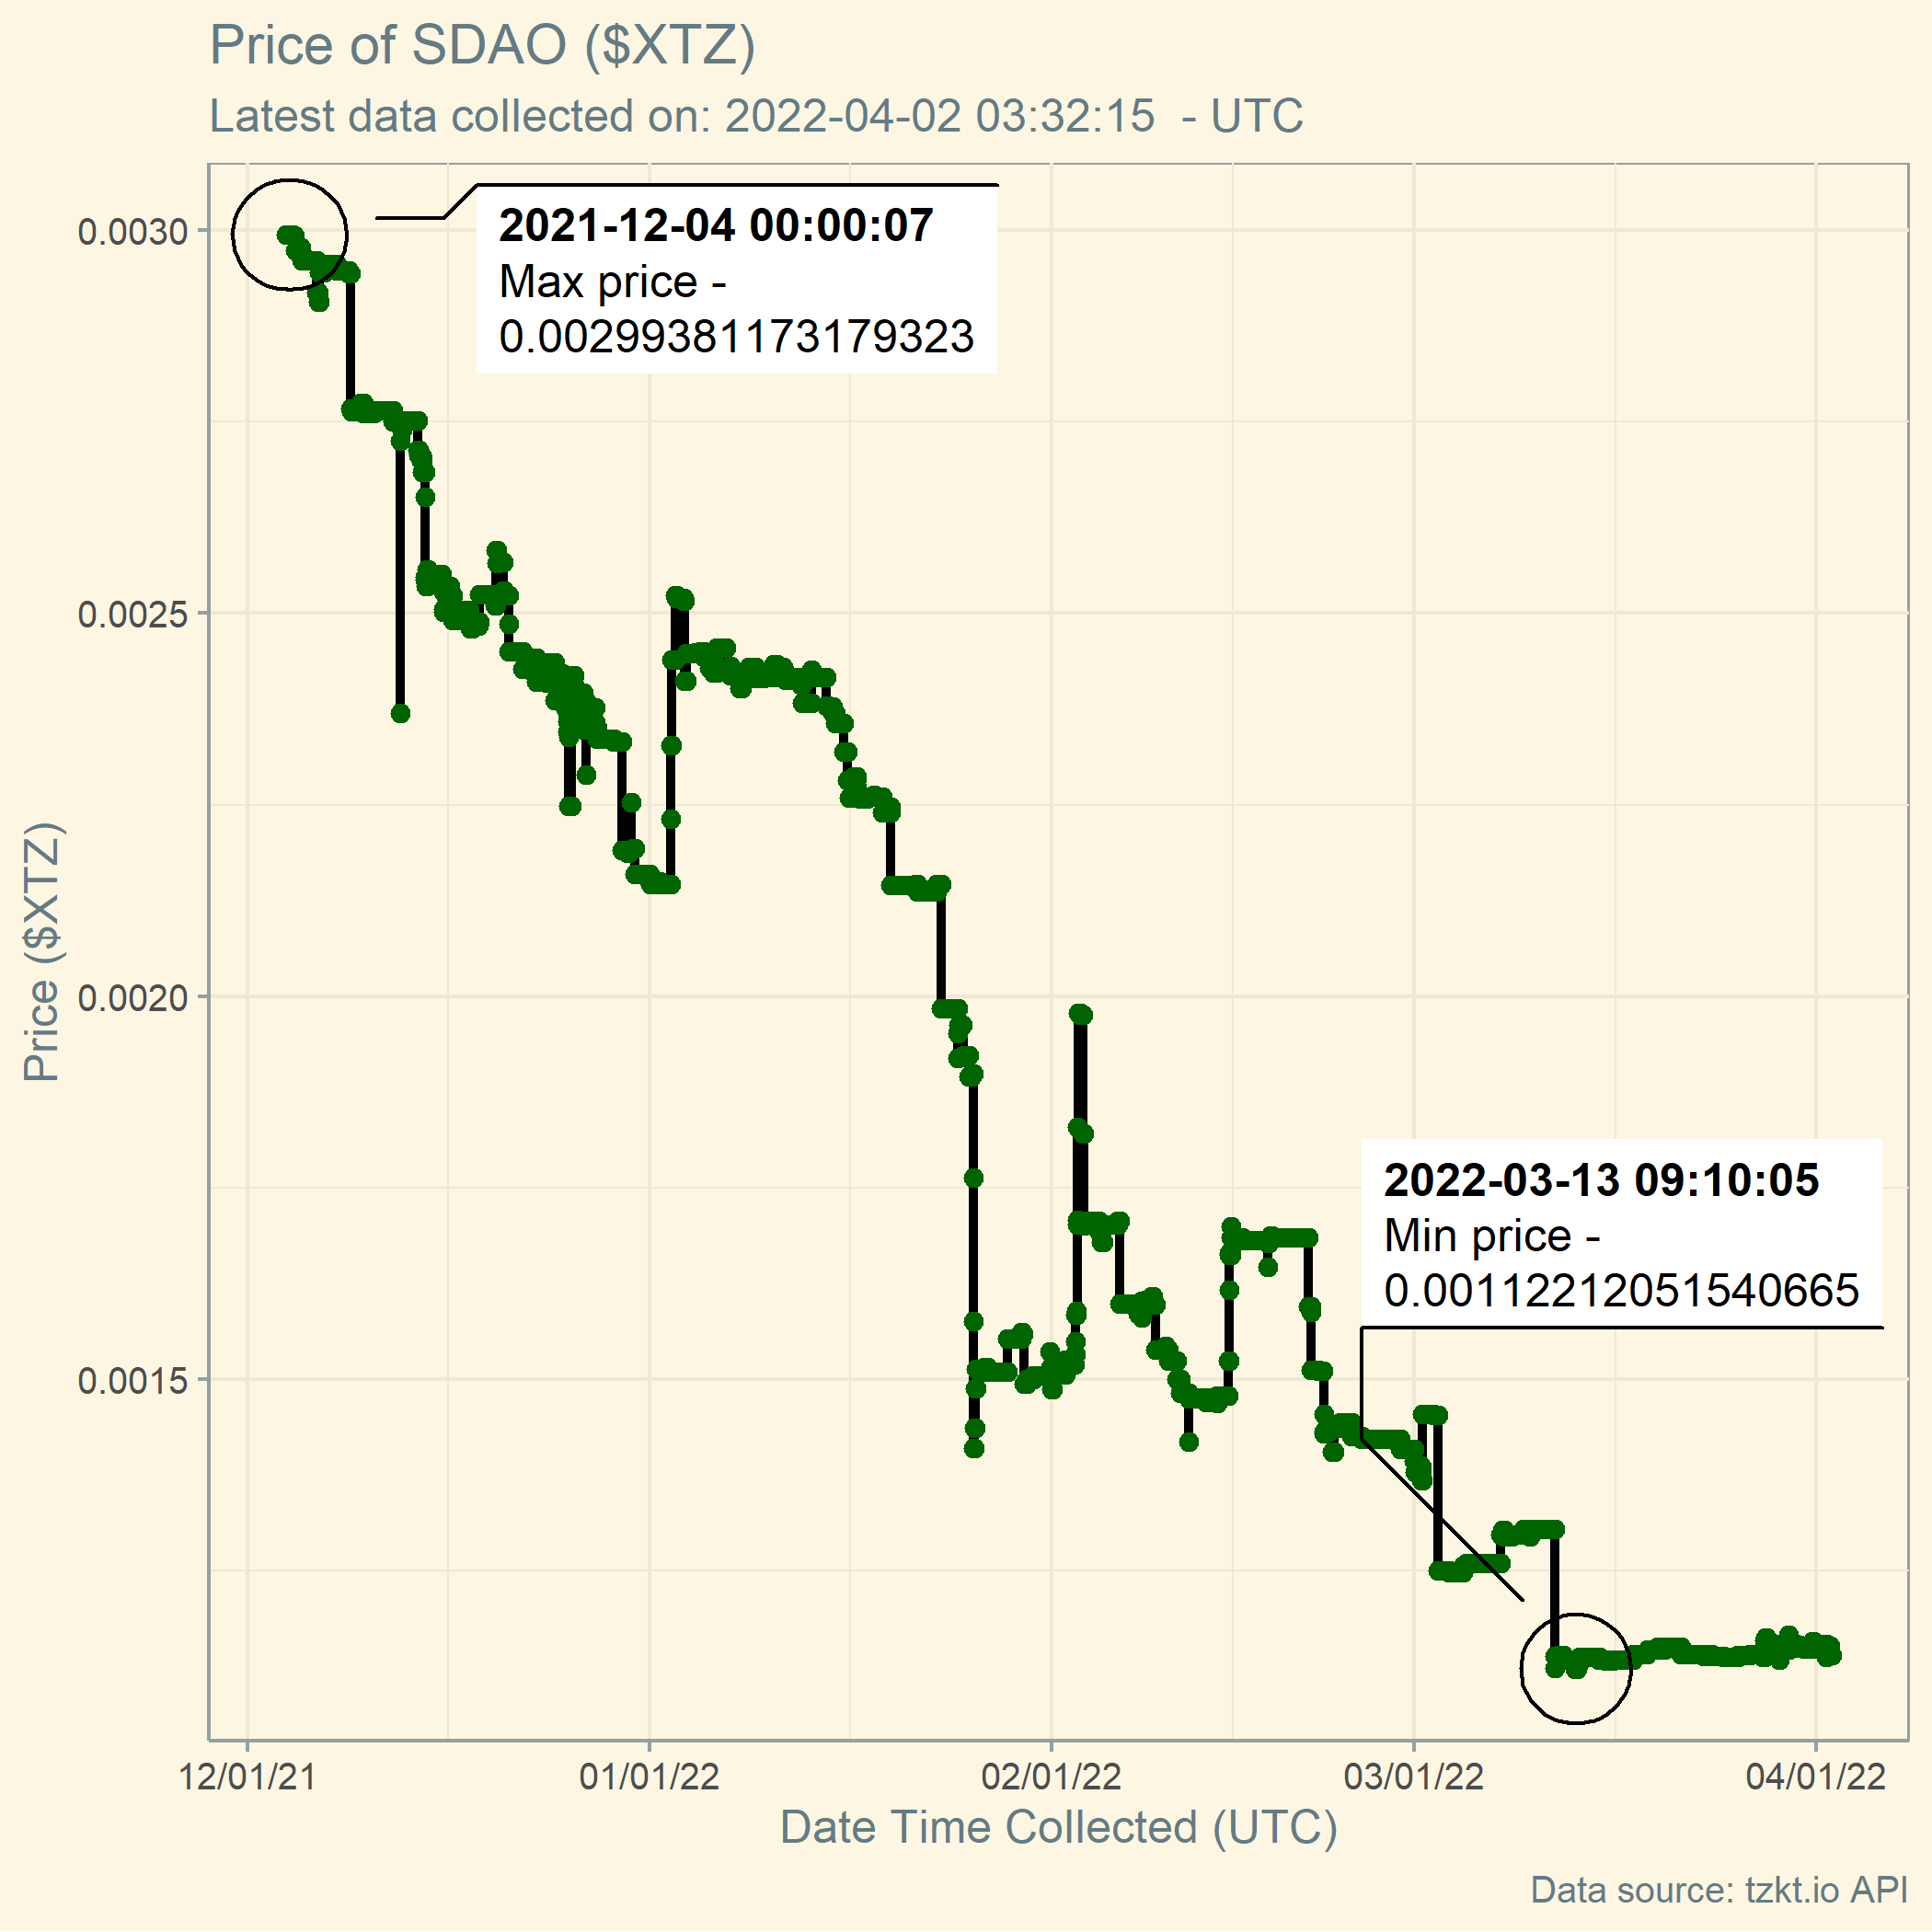 Price of SDAO ($XTZ)
Latest data collected on: 2022-04-02 03:32:15  - UTC
2021-12-04 00:00:07
Max price -
0.00299381173179323
0.0030
0.0025
0.0020
0.0015
Price ($XTZ)
2022-03-13 09:10:05
Min price -
0.00112212051540665
12/01/21
01/01/22
02/01/22
03/01/22
04/01/22
Date Time Collected (UTC)
Data source: tzkt.io API